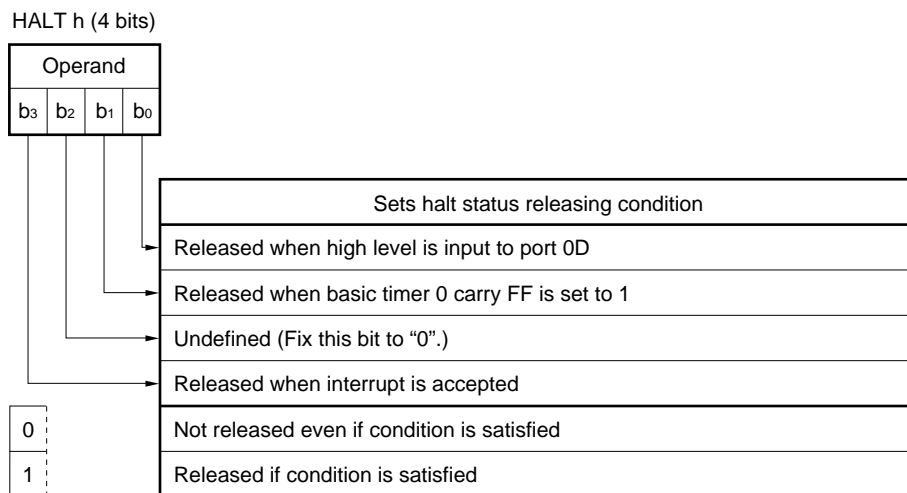 HALT h (4 bits)
Operand
b3 b2 b1 b0
Sets halt status releasing condition
Released when high level is input to port 0D
Released when basic timer 0 carry FF is set to 1
Undefined (Fix this bit to “0”.)
Released when interrupt is accepted
0 Not released even if condition is satisfied
1 Released if condition is satisfied